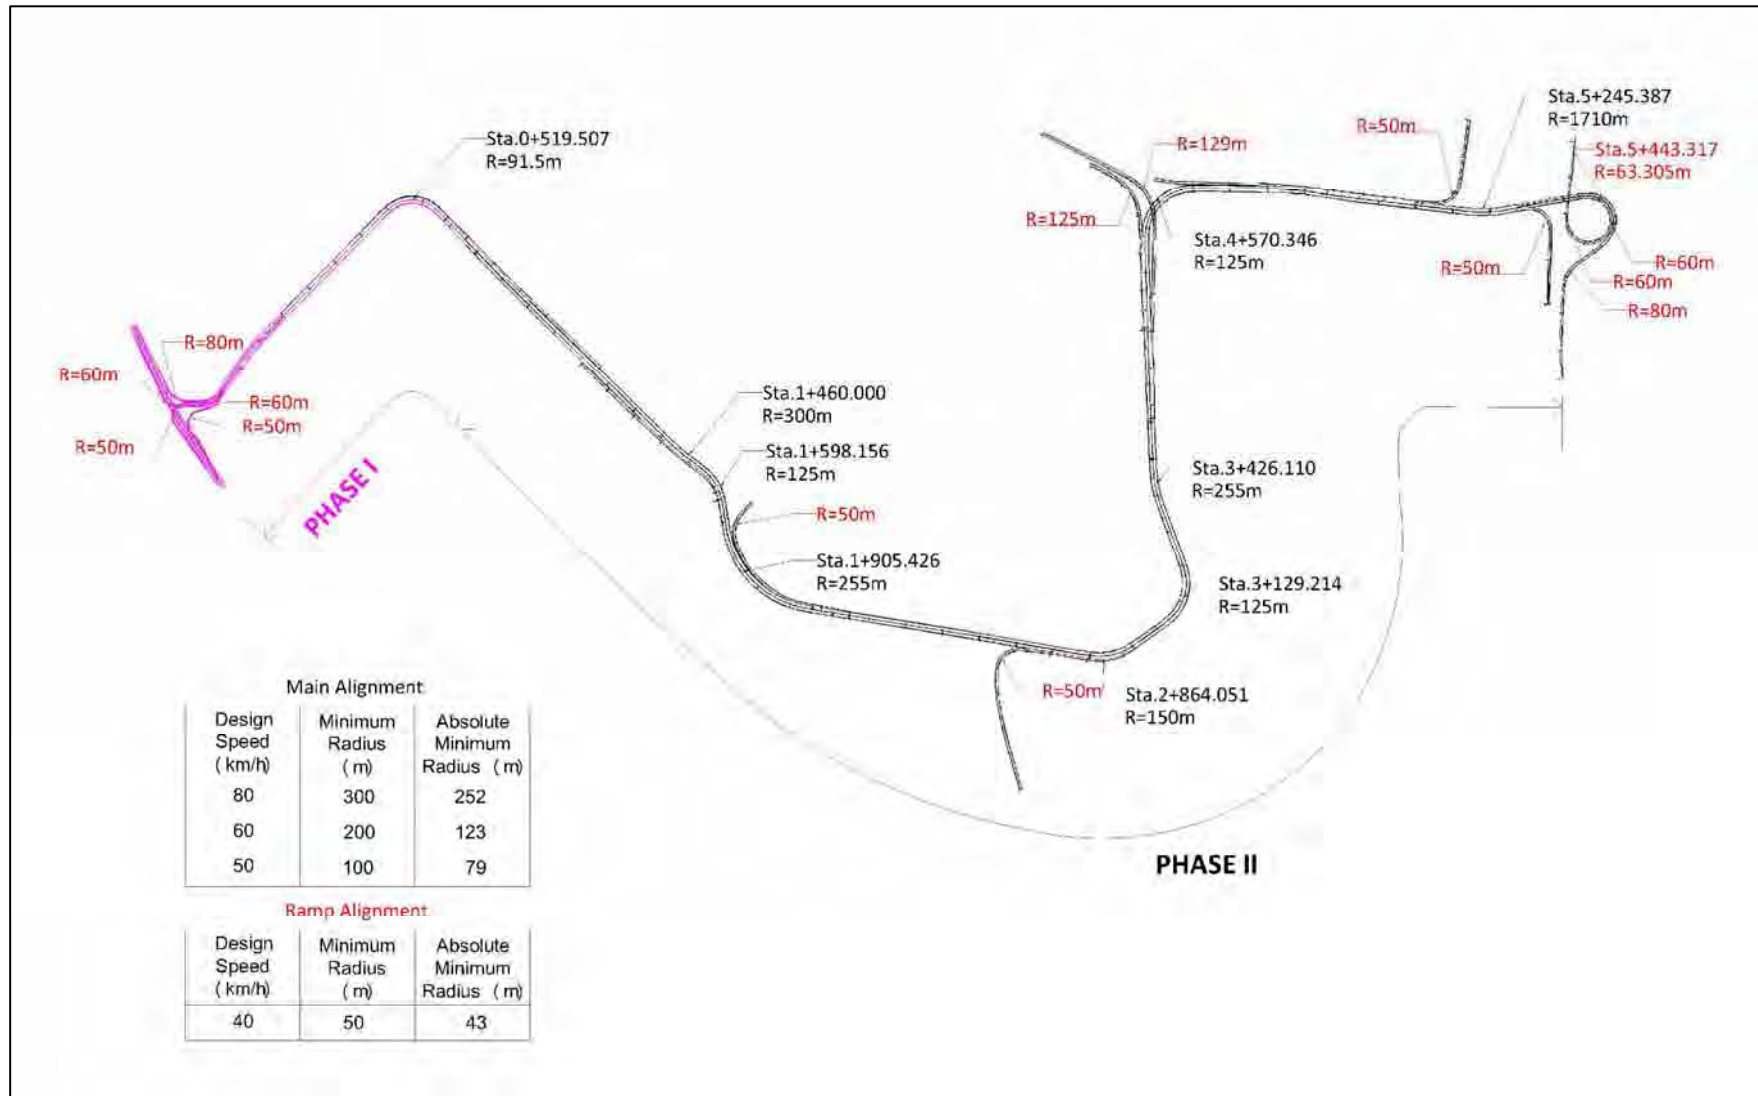 Sta.0+519.507
R=91.5m
R=80m
R=60m
R=60m
R=50m
R=50m
PHASE I
Sta.1+460.000
R=300m
Sta.1+598.156
R=125m
R=50m
Sta.1+905.426
R=255m
R=50m
Sta.2+864.051
R=150m
Sta.3+129.214
R=125m
Sta.3+426.110
R=255m
R=129m
R=125m
Sta.4+570.346
R=125m
R=50m
Sta.5+245.387
R=1710m
Sta.5+443.317
R=63.305m
R=50m
R=60m
R=60m
R=80m
PHASE II
Main Alignment
Design Speed (km/h) Minimum Radius (m) Absolute Minimum Radius (m)
80 300 252
60 200 123
50 100 79
Ramp Alignment
Design Speed (km/h) Minimum Radius (m) Absolute Minimum Radius (m)
40 50 43